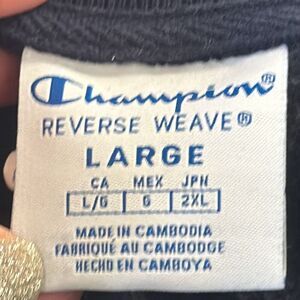 Champion®
REVERSE WEAVE®
LARGE
CA MEX JPN
L/G G 2XL
MADE IN CAMBODIA
FABRIQUÉ AU CAMBODGE
HECHO EN CAMBOYA